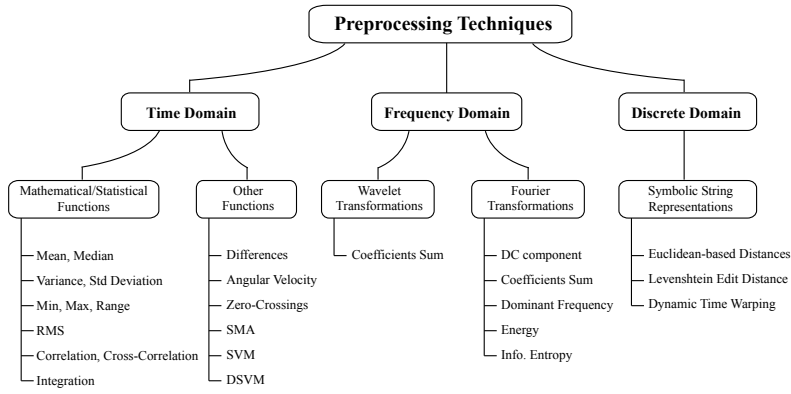 Preprocessing Techniques
Time Domain
Frequency Domain
Discrete Domain
Mathematical/Statistical
Functions
Other
Functions
Wavelet
Transformations
Fourier
Transformations
Symbolic String
Representations
Mean, Median
Variance, Std Deviation
Min, Max, Range
RMS
Correlation, Cross-Correlation
Integration
Differences
Angular Velocity
Zero-Crossings
SMA
SVM
DSVM
Coefficients Sum
DC component
Coefficients Sum
Dominant Frequency
Energy
Info. Entropy
Euclidean-based Distances
Levenshtein Edit Distance
Dynamic Time Warping